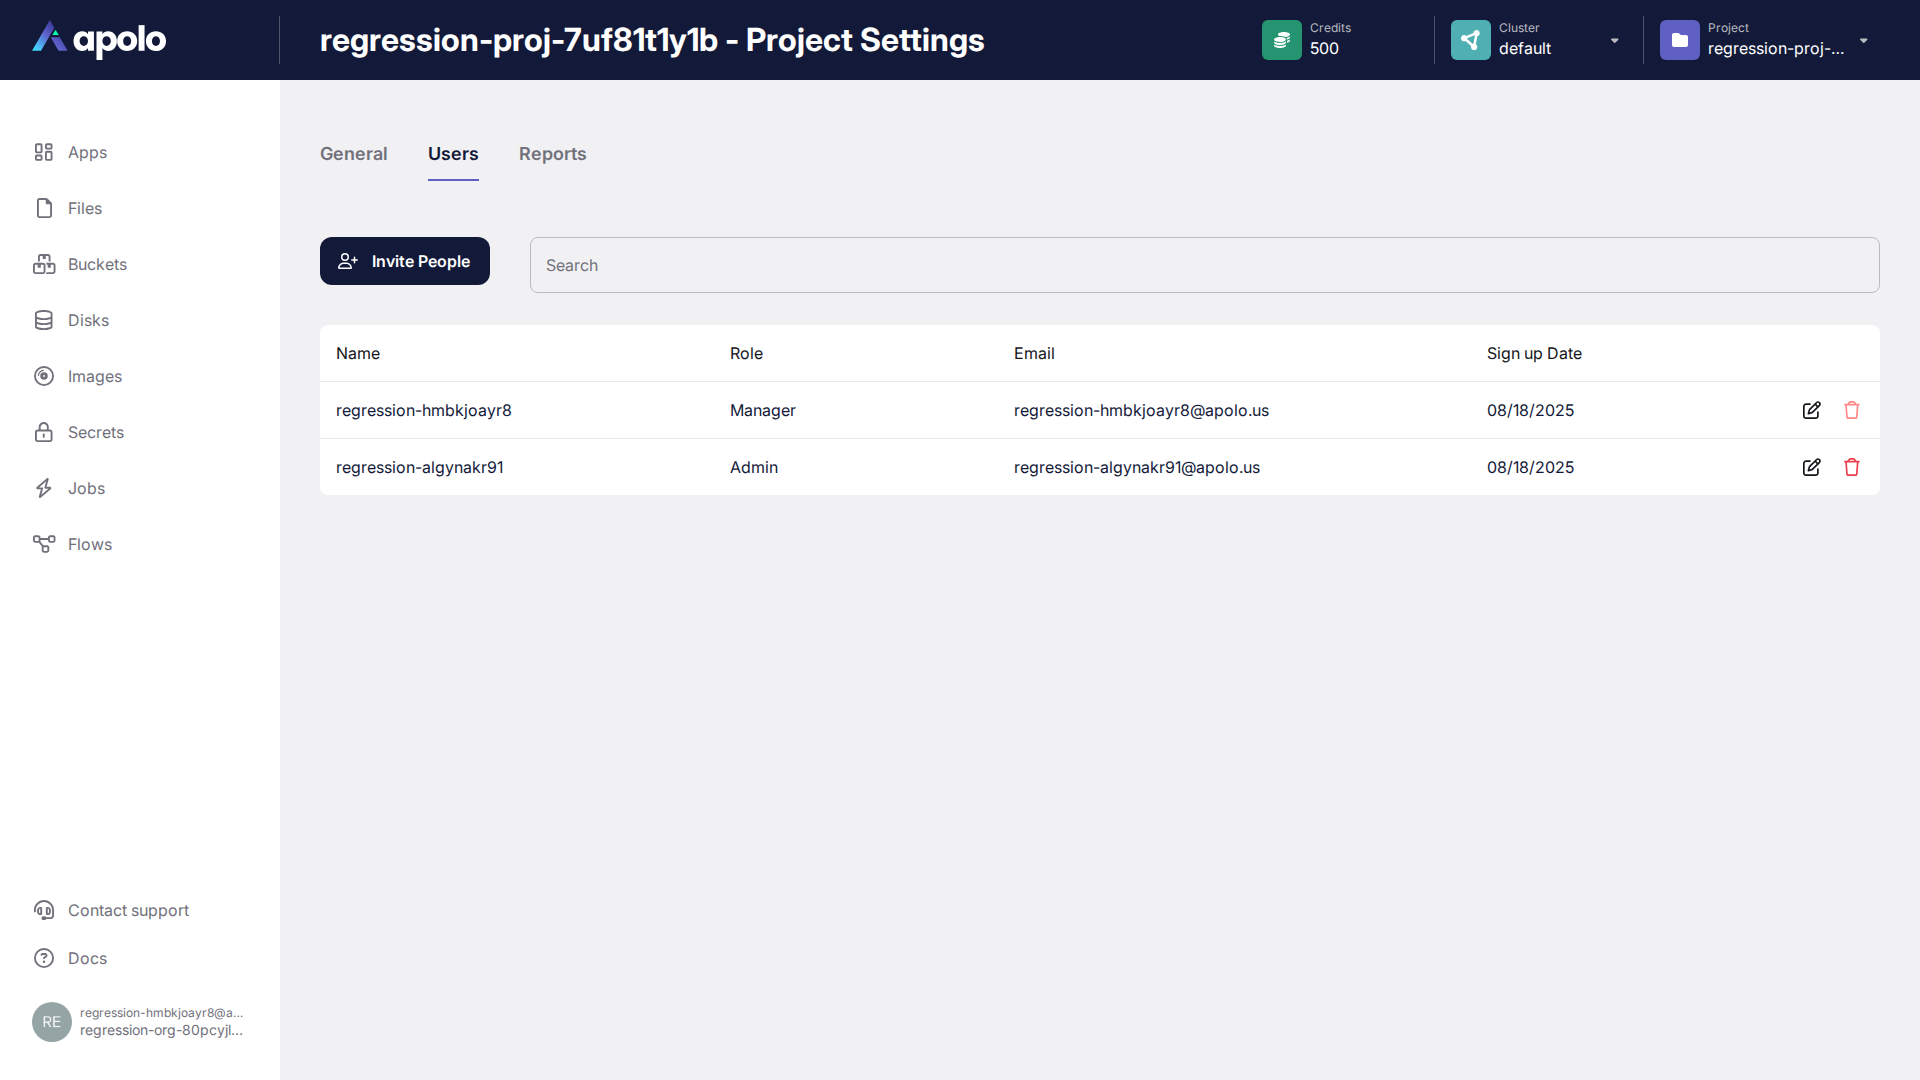 apolo
regression-proj-7uf81t1y1b - Project Settings
Credits
500
Cluster
default
Project
regression-proj-...
Apps
Files
Buckets
Disks
Images
Secrets
Jobs
Flows
General
Users
Reports
Invite People
Search
Name Role Email Sign up Date
regression-hmbkjoayr8 Manager regression-hmbkjoayr8@apolo.us 08/18/2025
regression-algynakr91 Admin regression-algynakr91@apolo.us 08/18/2025
Contact support
Docs
RE
regression-hmbkjoayr8@a...
regression-org-80pcyjl...